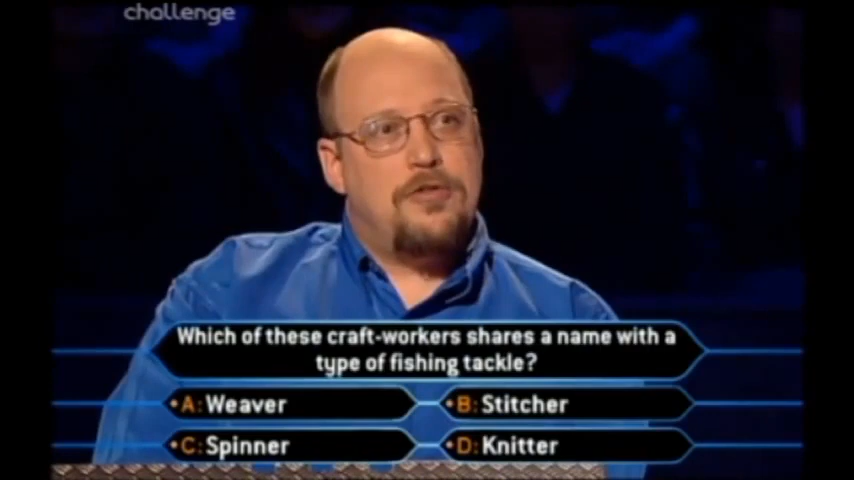 challenge
Which of these craft-workers shares a name with a
type of fishing tackle?
A: Weaver
B: Stitcher
C: Spinner
D: Knitter